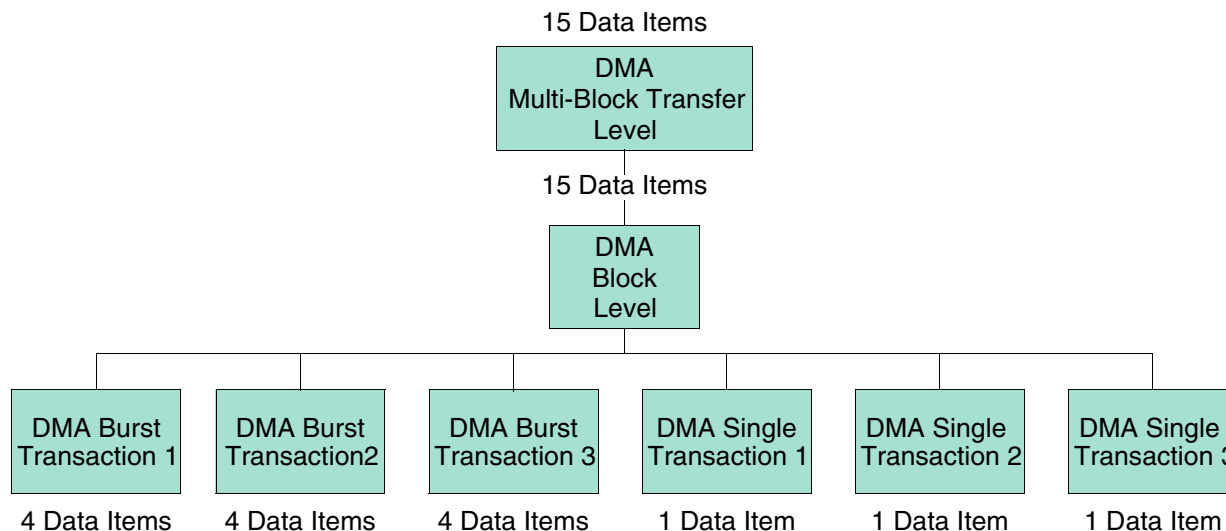 15 Data Items
DMA
Multi-Block Transfer
Level
15 Data Items
DMA
Block
Level
DMA Burst
Transaction 1
DMA Burst
Transaction2
DMA Burst
Transaction 3
DMA Single
Transaction 1
DMA Single
Transaction 2
DMA Single
Transaction 3
4 Data Items
4 Data Items
4 Data Items
1 Data Item
1 Data Item
1 Data Item